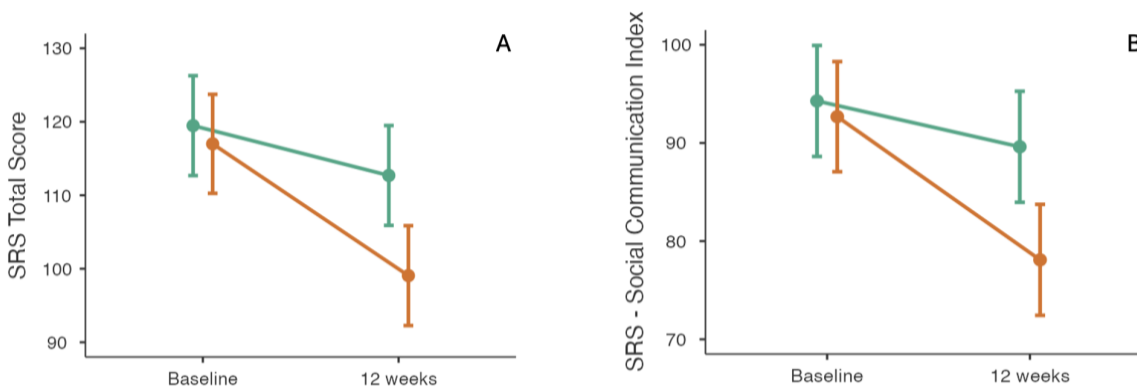 A
SRS Total Score
130
120
110
100
90
Baseline
12 weeks
B
SRS - Social Communication Index
100
90
80
70
Baseline
12 weeks